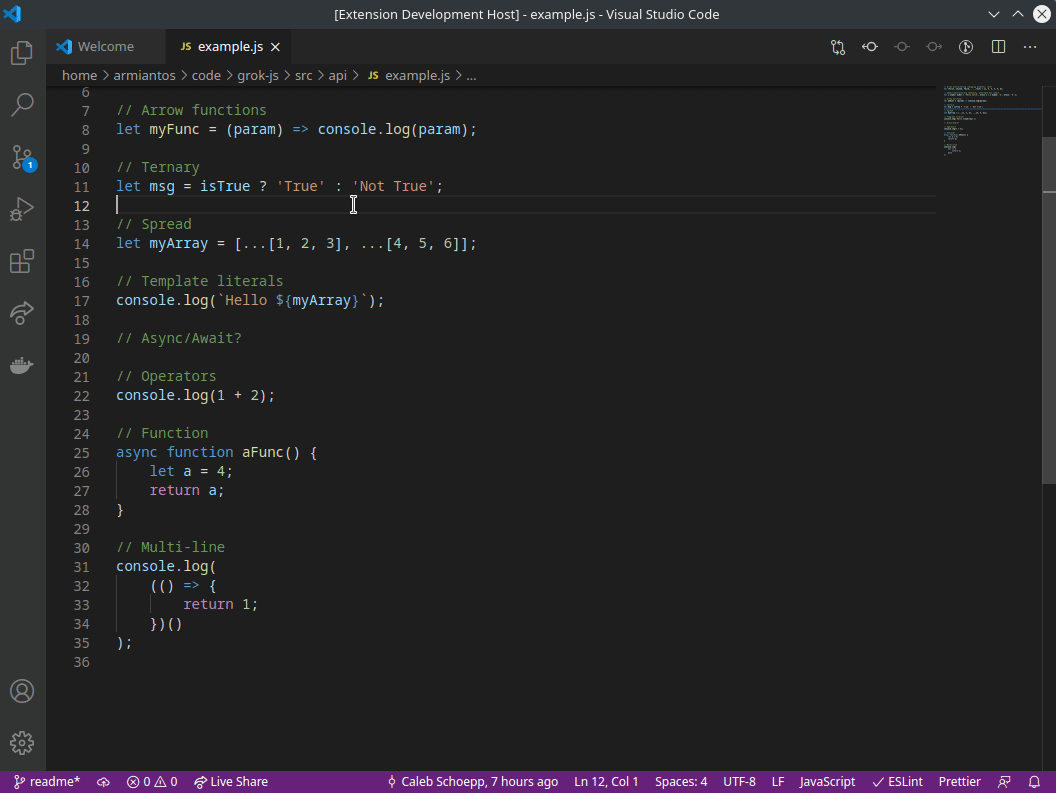 [Extension Development Host] - example.js - Visual Studio Code
Welcome
JS example.js
home > armiantos > code > grok-js > src > api > JS example.js > ...
6
7 // Arrow functions
8 let myFunc = (param) => console.log(param);
9
10 // Ternary
11 let msg = isTrue ? 'True' : 'Not True';
12
13 // Spread
14 let myArray = [...[1, 2, 3], ...[4, 5, 6]];
15
16 // Template literals
17 console.log(`Hello ${myArray}`);
18
19 // Async/Await?
20
21 // Operators
22 console.log(1 + 2);
23
24 // Function
25 async function aFunc() {
26 let a = 4;
27 return a;
28 }
29
30 // Multi-line
31 console.log(
32 (() => {
33 return 1;
34 })()
35 );
36
1
readme* 0 0 Live Share Caleb Schoepp, 7 hours ago Ln 12, Col 1 Spaces: 4 UTF-8 LF JavaScript ESLint Prettier